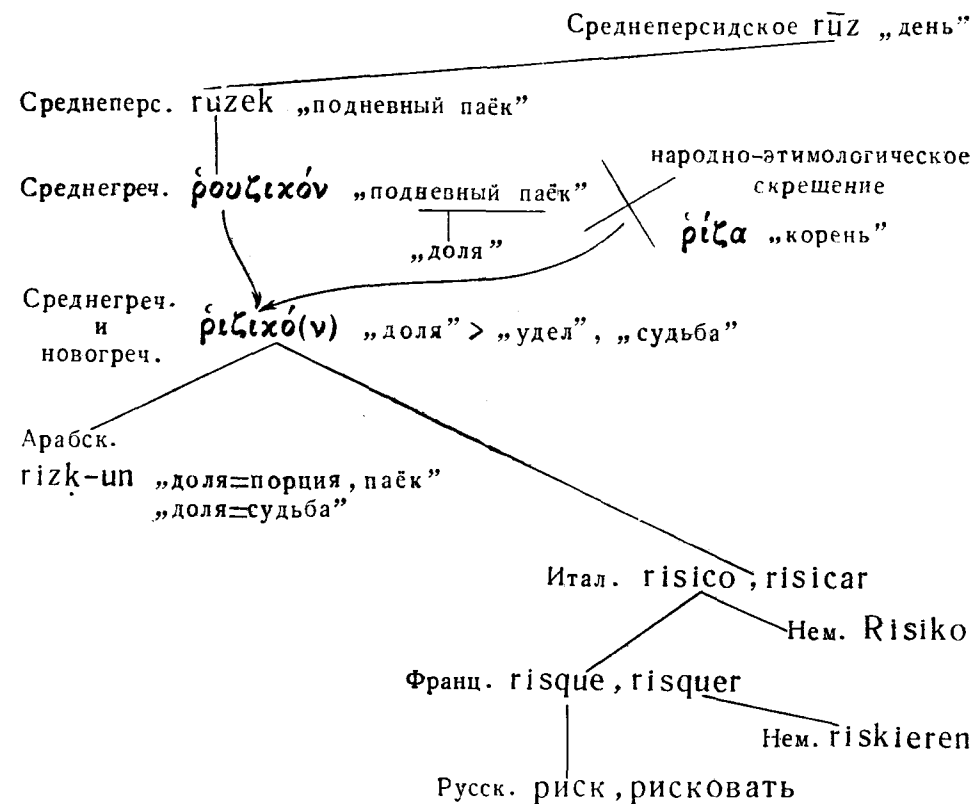 Среднеперсидское rūz „день”
Среднеперс. rūzek „подневный паёк”
народно-этимологическое
скрещение
Среднегреч. ῥουζικόν „подневный паёк”
ῥίζα „корень”
„доля”
Среднегреч.
и
новогреч.
ῥιζικό(ν) „доля” > „удел”, „судьба”
Арабск.
rizḳ-un „доля=порция, паёк”
„доля=судьба”
Итал. risico, risicar
Нем. Risiko
Франц. risque, risquer
Нем. riskieren
Русск. риск, рисковать